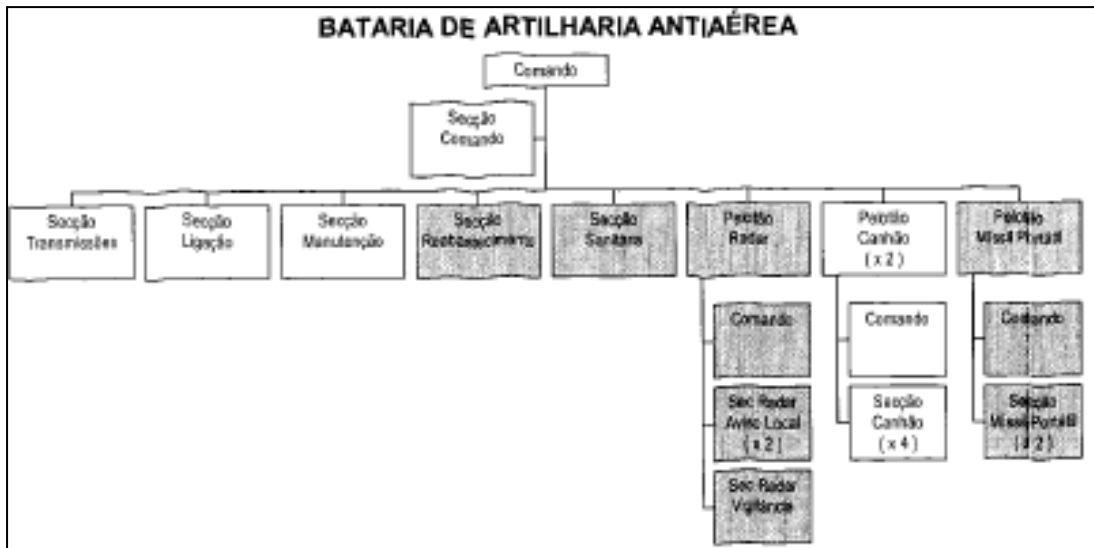 BATARIA DE ARTILHARIA ANTIAÉREA
Comando
Secção
Comando
Secção
Transmissões
Secção
Ligação
Secção
Manutenção
Secção
Reabastecimento
Secção
Sanitária
Pelotão
Radar
Pelotão
Canhão
( x 2 )
Pelotão
Míssil Portátil
Comando
Sec Radar
Aviso Local
( x 2 )
Sec Radar
Vigilância
Comando
Secção
Canhão
( x 4 )
Comando
Secção
Míssil Portátil
( x 2 )